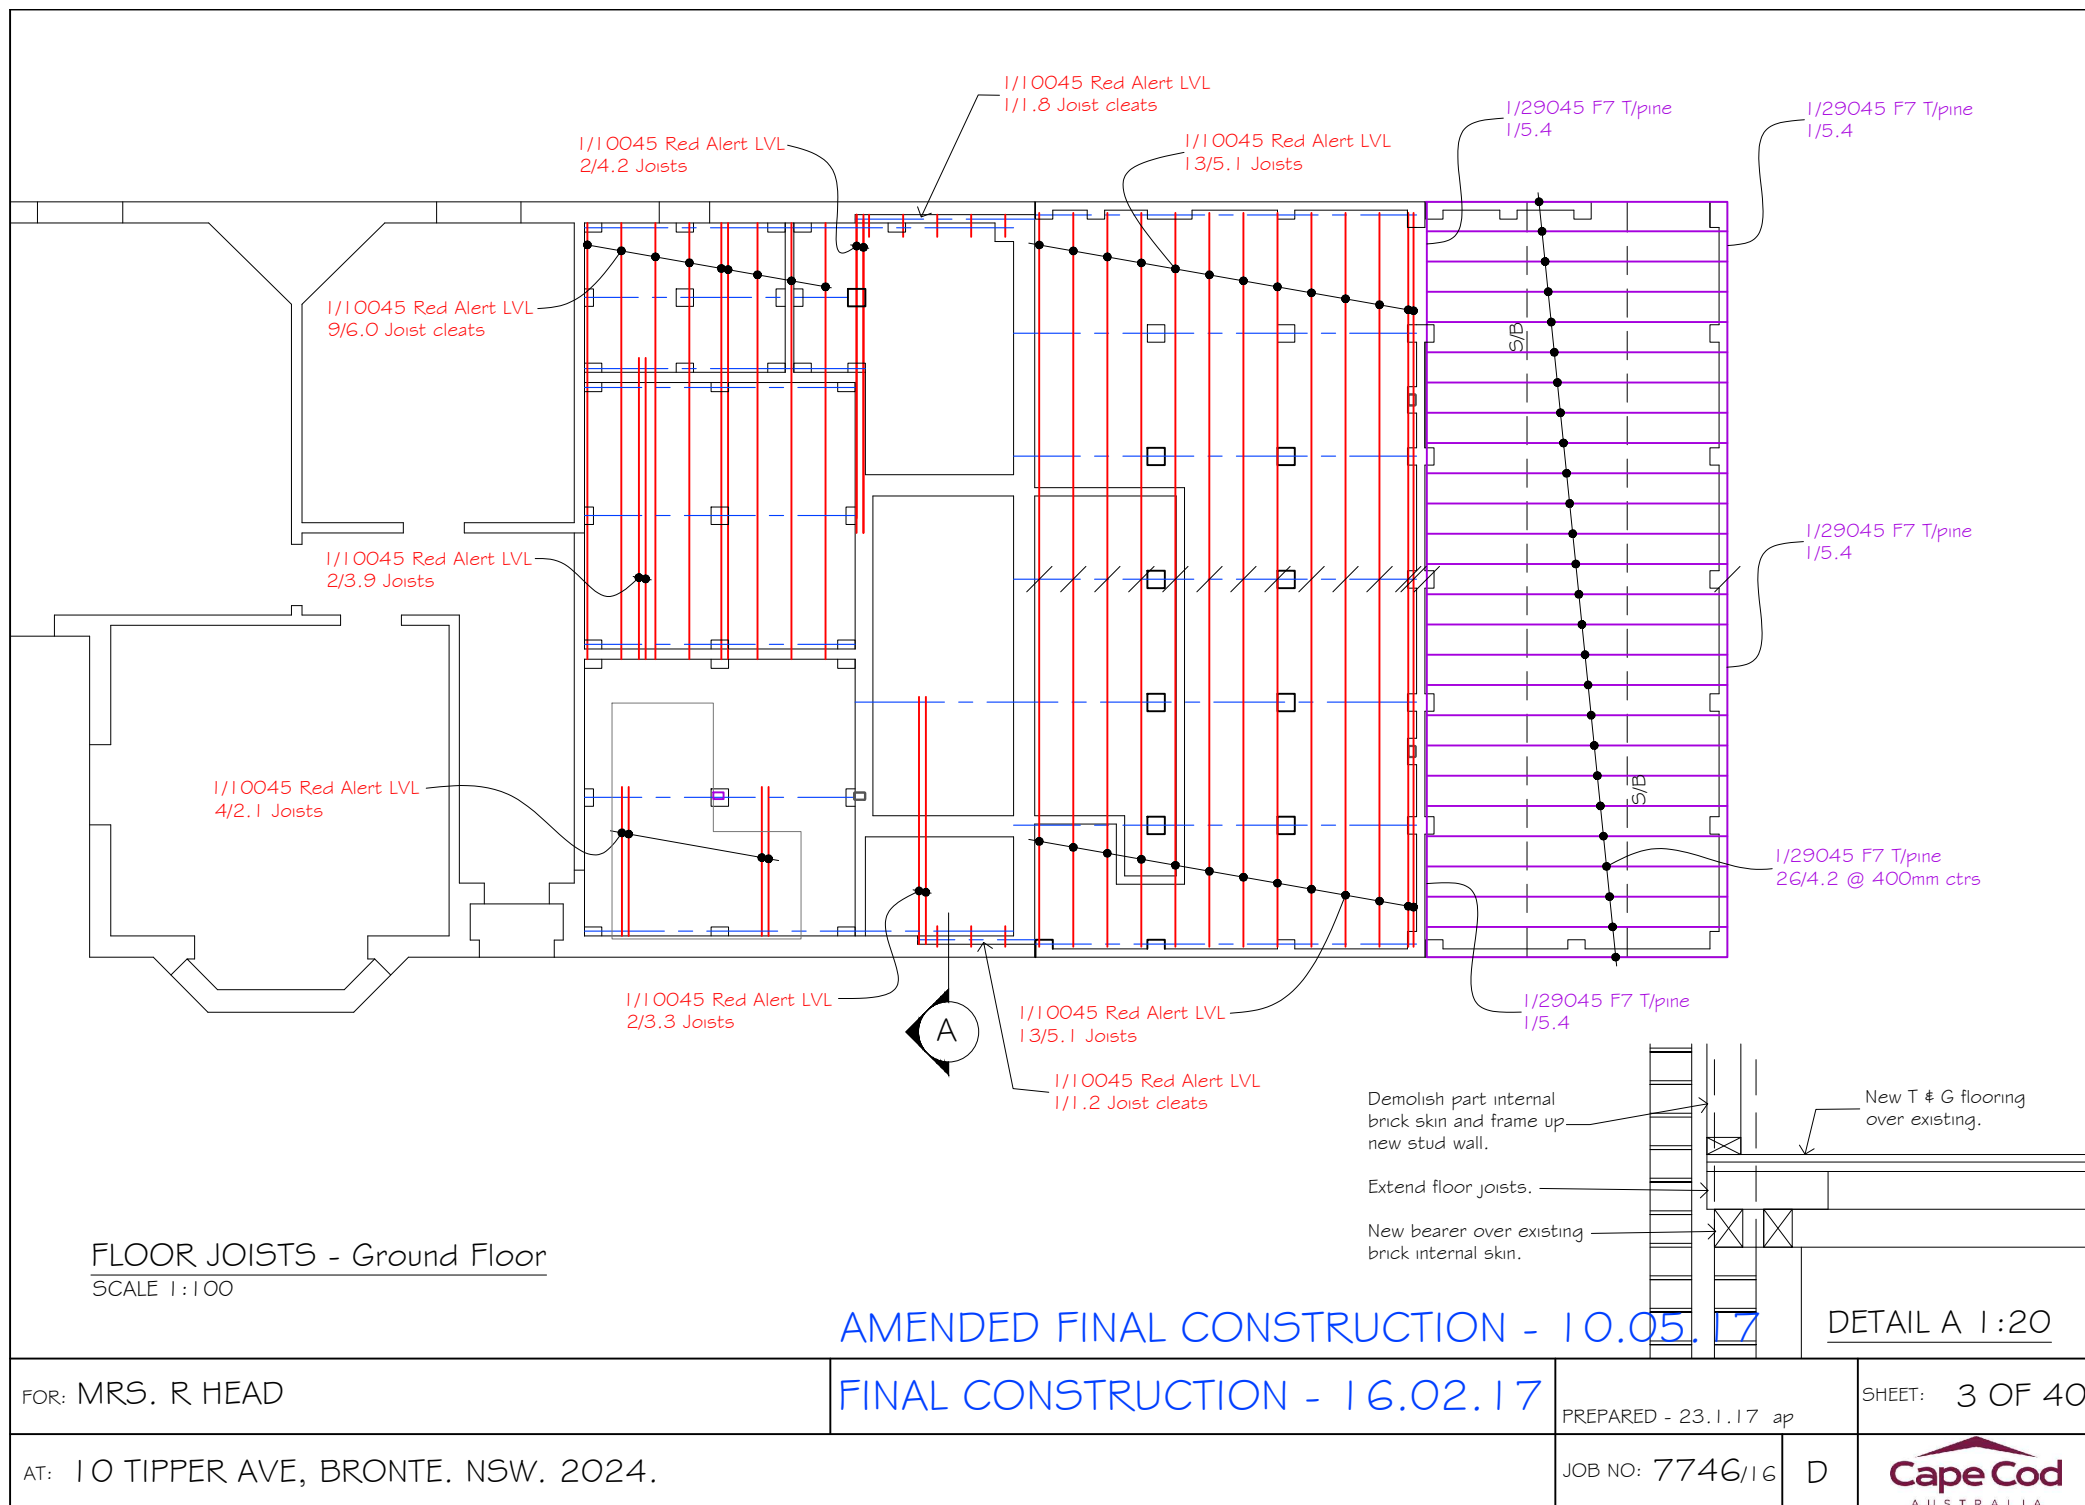 1/10045 Red Alert LVL
1/1.8 Joist cleats
1/29045 F7 T/pine
1/5.4
1/29045 F7 T/pine
1/5.4
1/10045 Red Alert LVL
2/4.2 Joists
1/10045 Red Alert LVL
13/5.1 Joists
1/10045 Red Alert LVL
9/6.0 Joist cleats
S/B
1/10045 Red Alert LVL
2/3.9 Joists
1/29045 F7 T/pine
1/5.4
1/10045 Red Alert LVL
4/2.1 Joists
S/B
1/29045 F7 T/pine
26/4.2 @ 400mm ctrs
1/10045 Red Alert LVL
2/3.3 Joists
A
1/10045 Red Alert LVL
13/5.1 Joists
1/29045 F7 T/pine
1/5.4
1/10045 Red Alert LVL
1/1.2 Joist cleats
Demolish part internal
brick skin and frame up
new stud wall.
New T & G flooring
over existing.
Extend floor joists.
New bearer over existing
brick internal skin.
FLOOR JOISTS - Ground Floor
SCALE 1:100
AMENDED FINAL CONSTRUCTION - 10.05.17
DETAIL A 1:20
FOR: MRS. R HEAD
FINAL CONSTRUCTION - 16.02.17
PREPARED - 23.1.17 ap
SHEET: 3 OF 40
AT: 10 TIPPER AVE, BRONTE. NSW. 2024.
JOB NO: 7746/16
D
Cape Cod
AUSTRALIA